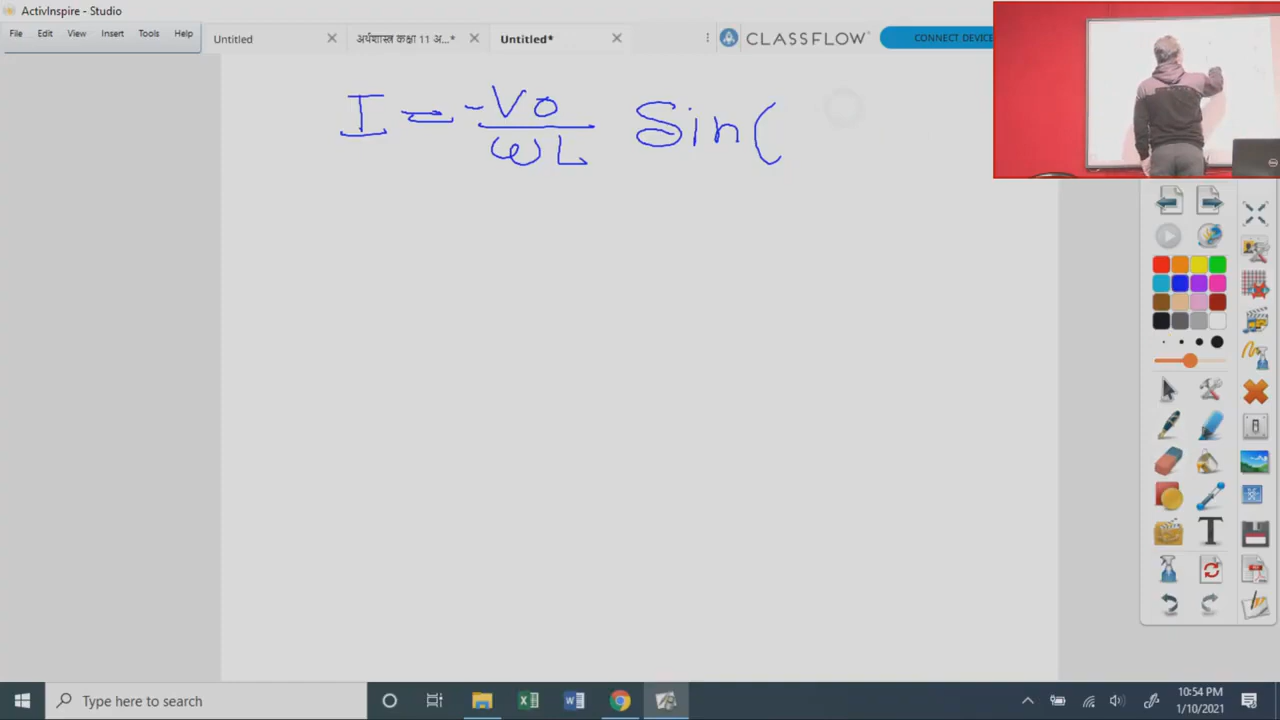 ActivInspire - Studio
File Edit View Insert Tools Help
Untitled
अर्थशास्त्र कक्षा 11 अ...*
Untitled*
CLASSFLOW
CONNECT DEVICE
I = -Vo/ωL Sin(
T
Type here to search
10:54 PM
1/10/2021